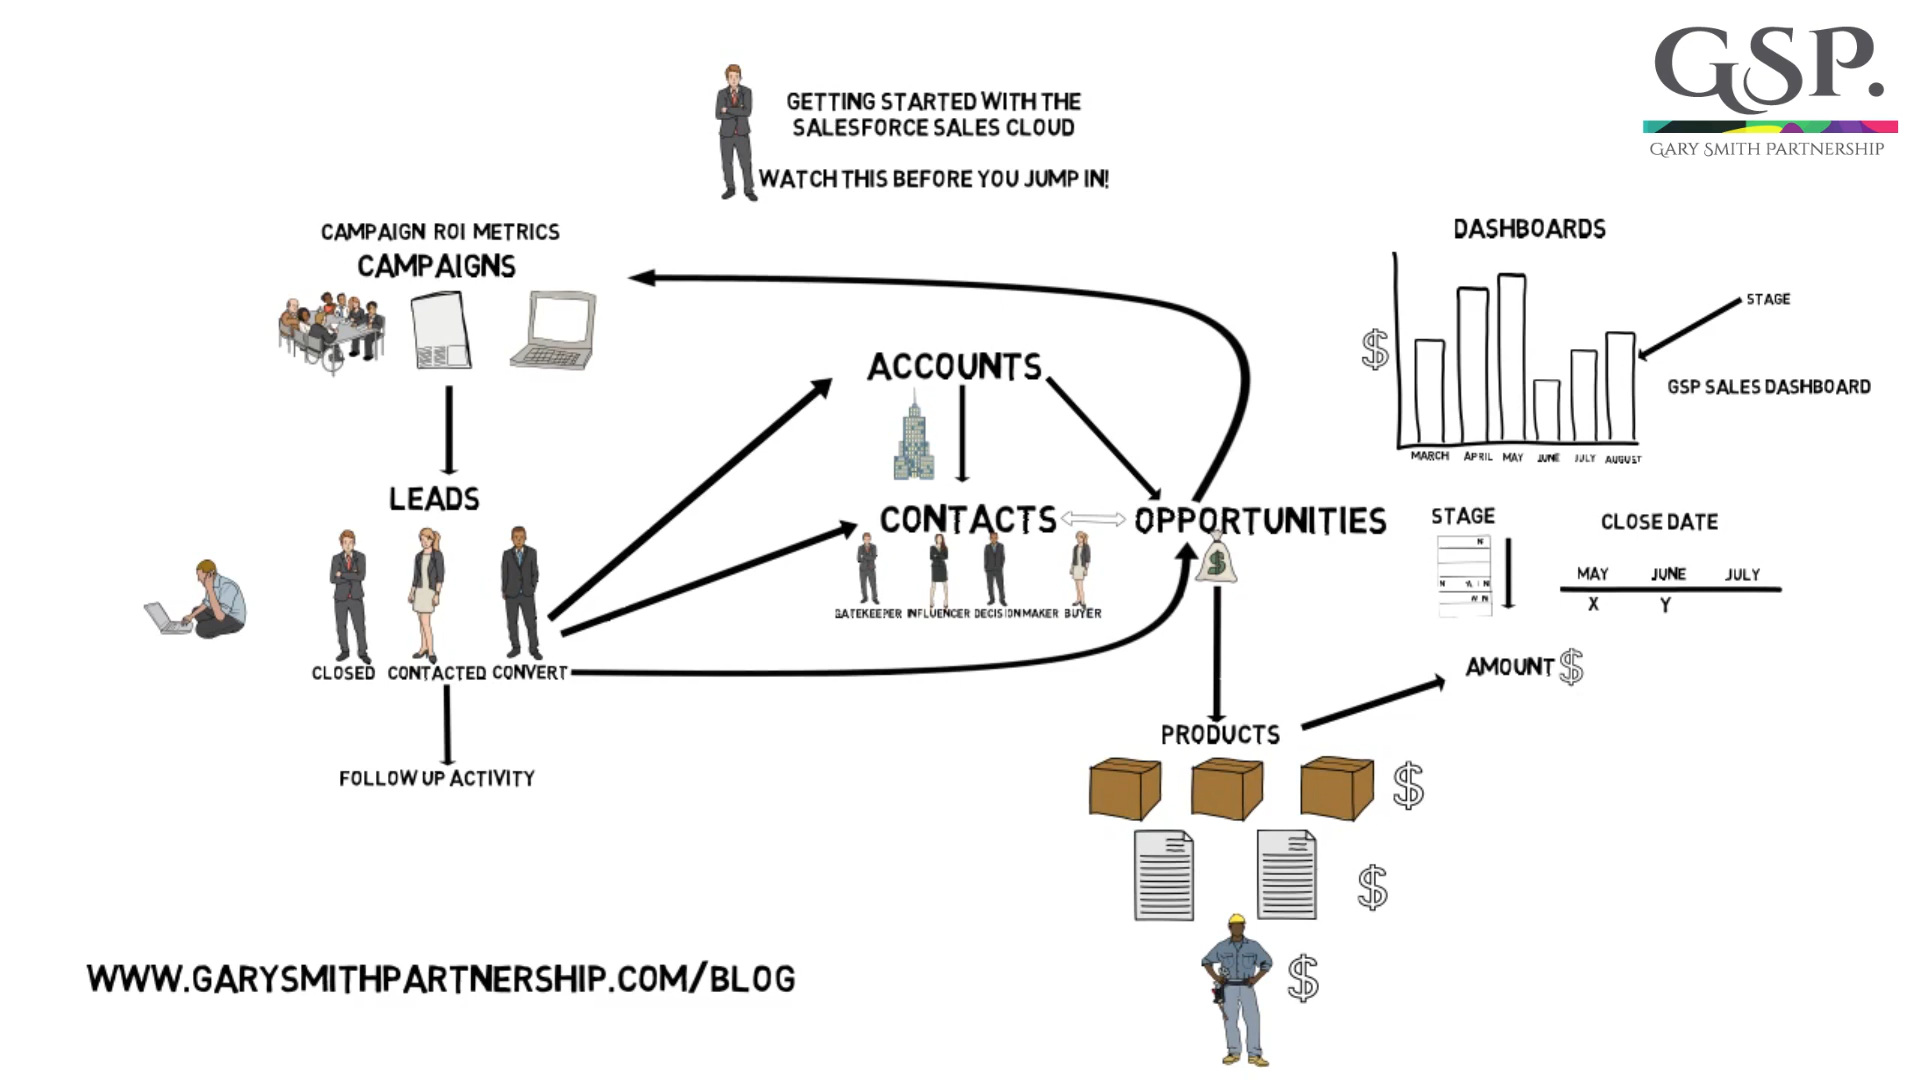 GSP.
GARY SMITH PARTNERSHIP
GETTING STARTED WITH THE
SALESFORCE SALES CLOUD
WATCH THIS BEFORE YOU JUMP IN!
CAMPAIGN ROI METRICS
CAMPAIGNS
DASHBOARDS
STAGE
$
GSP SALES DASHBOARD
MARCH APRIL MAY JUNE JULY AUGUST
ACCOUNTS
LEADS
CONTACTS
OPPORTUNITIES
$
GATEKEEPER INFLUENCER DECISION MAKER BUYER
STAGE
CLOSE DATE
MAY JUNE JULY
X Y
CLOSED CONTACTED CONVERT
AMOUNT $
FOLLOW UP ACTIVITY
PRODUCTS
$
$
$
WWW.GARYSMITHPARTNERSHIP.COM/BLOG